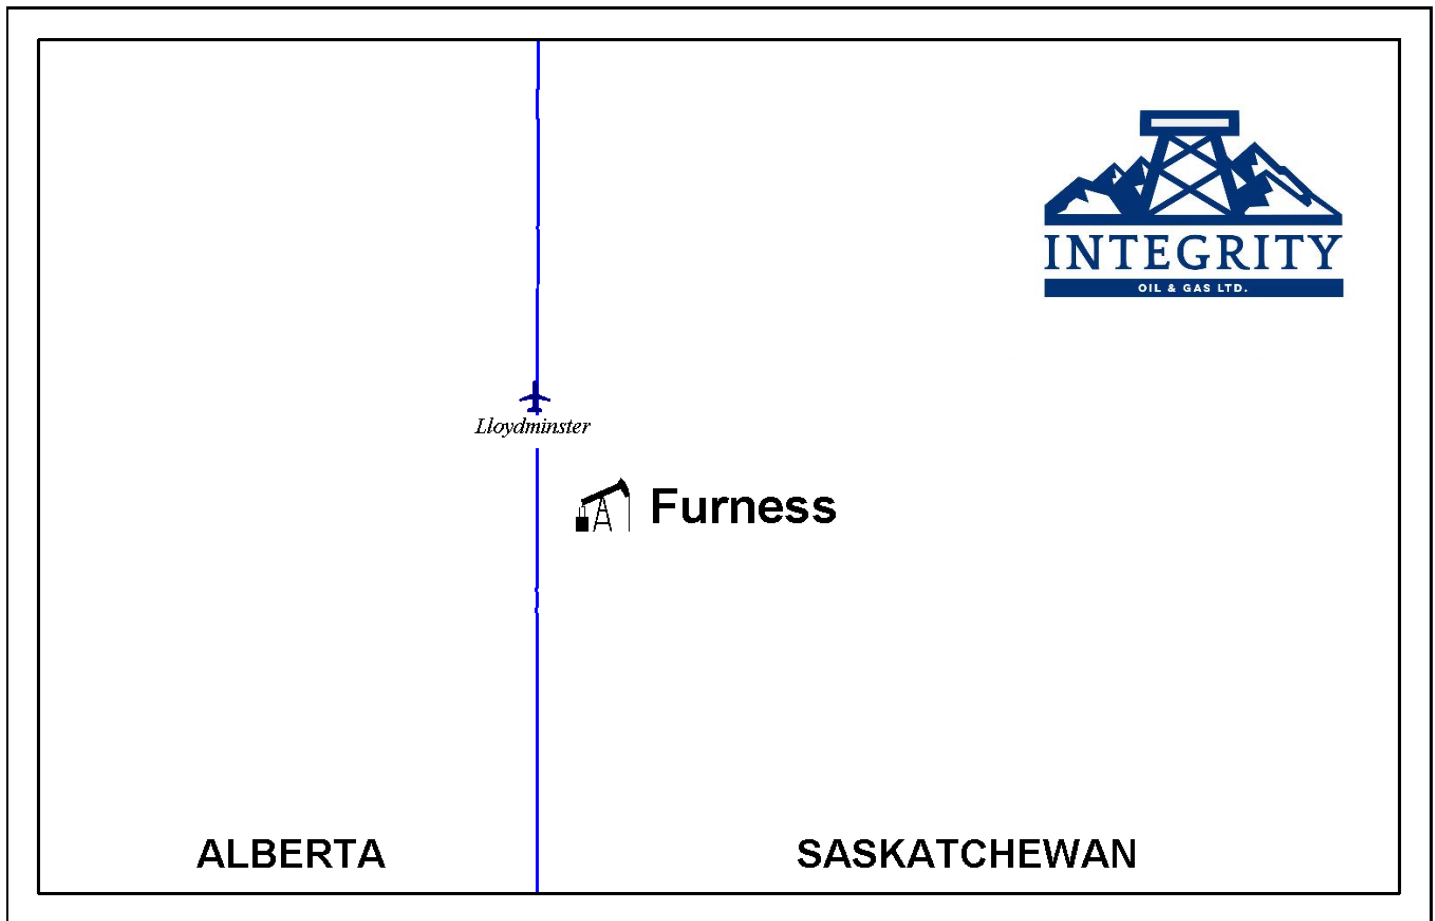 INTEGRITY
OIL & GAS LTD.
Lloydminster
Furness
ALBERTA
SASKATCHEWAN